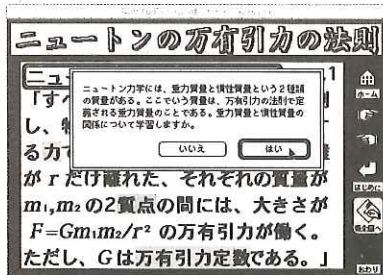 ニュートンの万有引力の法則
ニュートン力学には、重力質量と慣性質量という2種類
の質量がある。ここでいう質量は、万有引力の法則で定
義される重力質量のことである。重力質量と慣性質量の
関係について学習しますか。
いいえ
はい
「す
し、
る力で
が r だけ離れた、それぞれの質量が
m₁,m₂ の2質点の間には、大きさが
F=Gm₁m₂/r² の万有引力が働く。
ただし、G は万有引力定数である。」
ホーム
はじめに
おわり